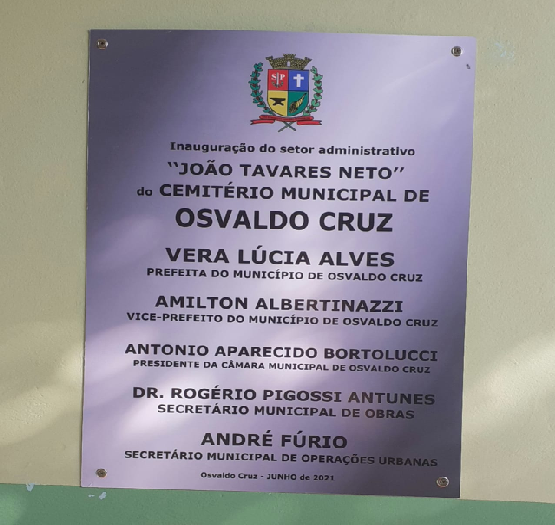 SP
Inauguração do setor administrativo
"JOÃO TAVARES NETO"
do CEMITÉRIO MUNICIPAL DE
OSVALDO CRUZ
VERA LÚCIA ALVES
PREFEITA DO MUNICÍPIO DE OSVALDO CRUZ
AMILTON ALBERTINAZZI
VICE-PREFEITO DO MUNICÍPIO DE OSVALDO CRUZ
ANTONIO APARECIDO BORTOLUCCI
PRESIDENTE DA CÂMARA MUNICIPAL DE OSVALDO CRUZ
DR. ROGÉRIO PIGOSSI ANTUNES
SECRETÁRIO MUNICIPAL DE OBRAS
ANDRÉ FÚRIO
SECRETÁRIO MUNICIPAL DE OPERAÇÕES URBANAS
Osvaldo Cruz - JUNHO de 2021